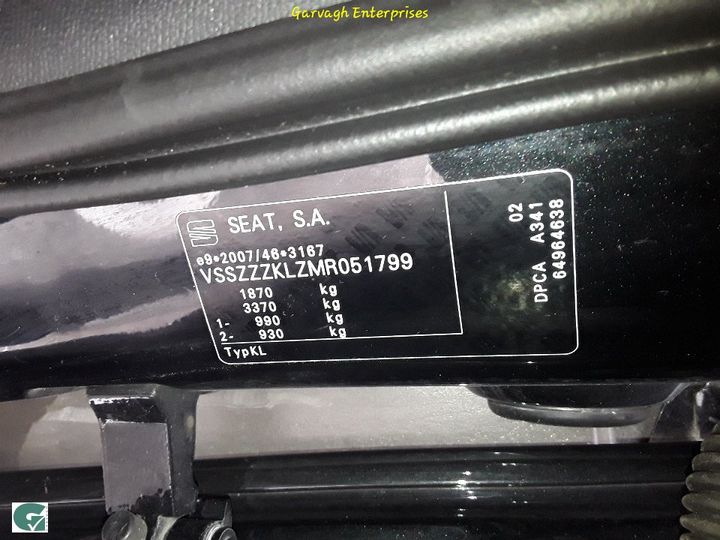 Garvagh Enterprises
SEAT, S.A.
e9*2007/46*3167
VSSZZZKLZMR051799
1870 kg
3370 kg
1- 990 kg
2- 930 kg
TypKL
02
DPCA A341
64964638